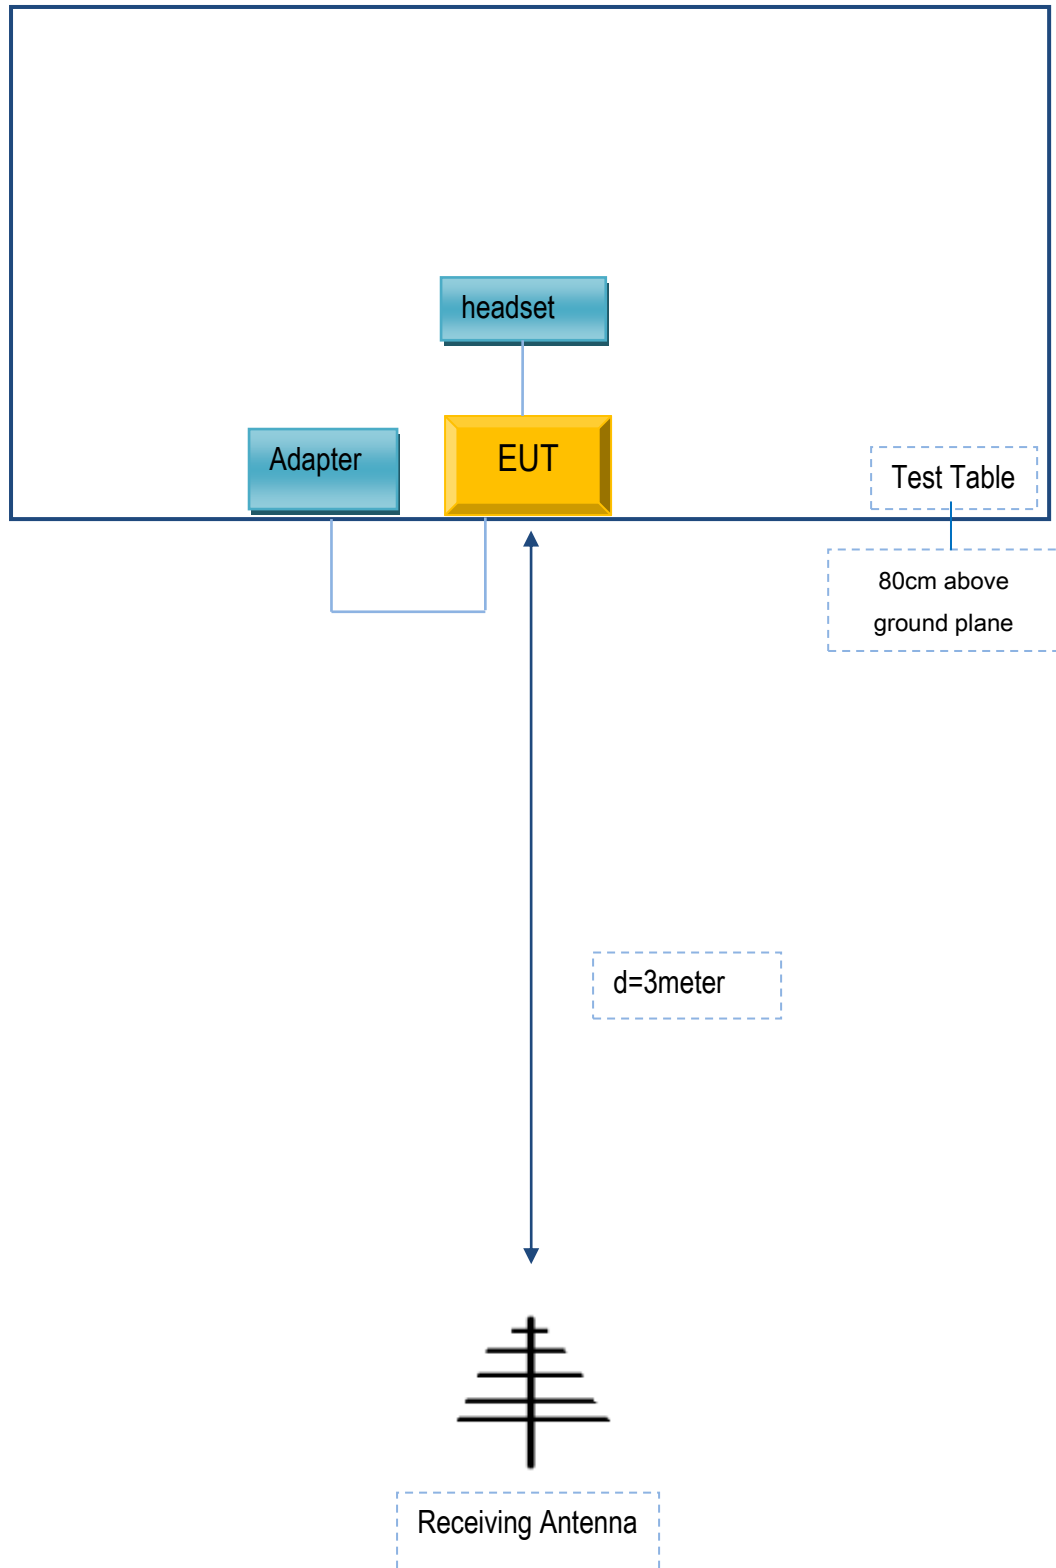 headset
Adapter
EUT
Test Table
80cm above
ground plane
d=3meter
Receiving Antenna